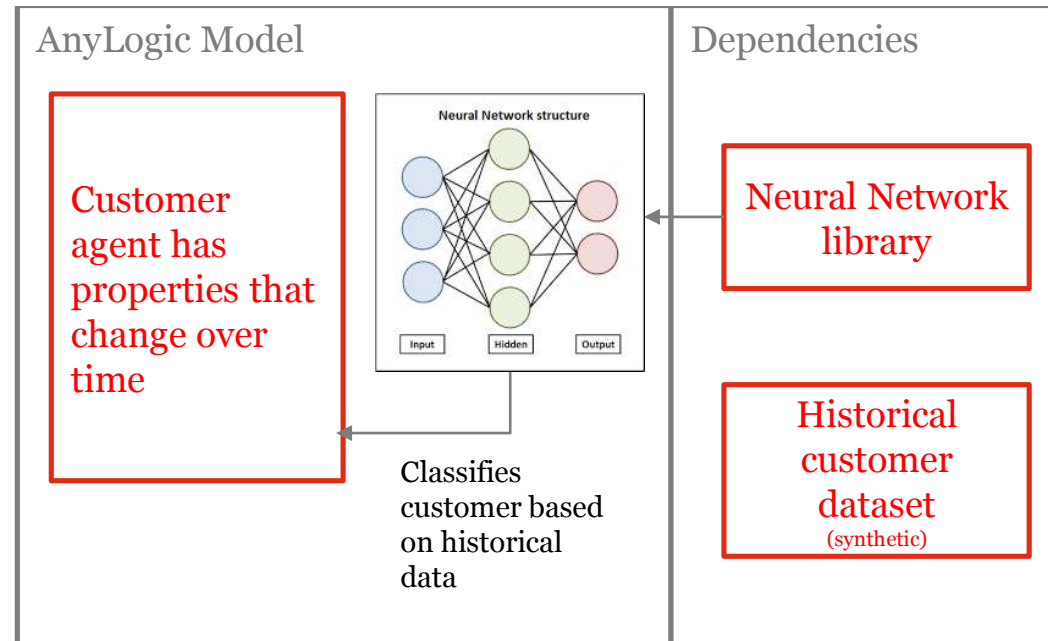 AnyLogic Model
Customer
agent has
properties that
change over
time
Neural Network structure
Input
Hidden
Output
Classifies
customer based
on historical
data
Dependencies
Neural Network
library
Historical
customer
dataset
(synthetic)